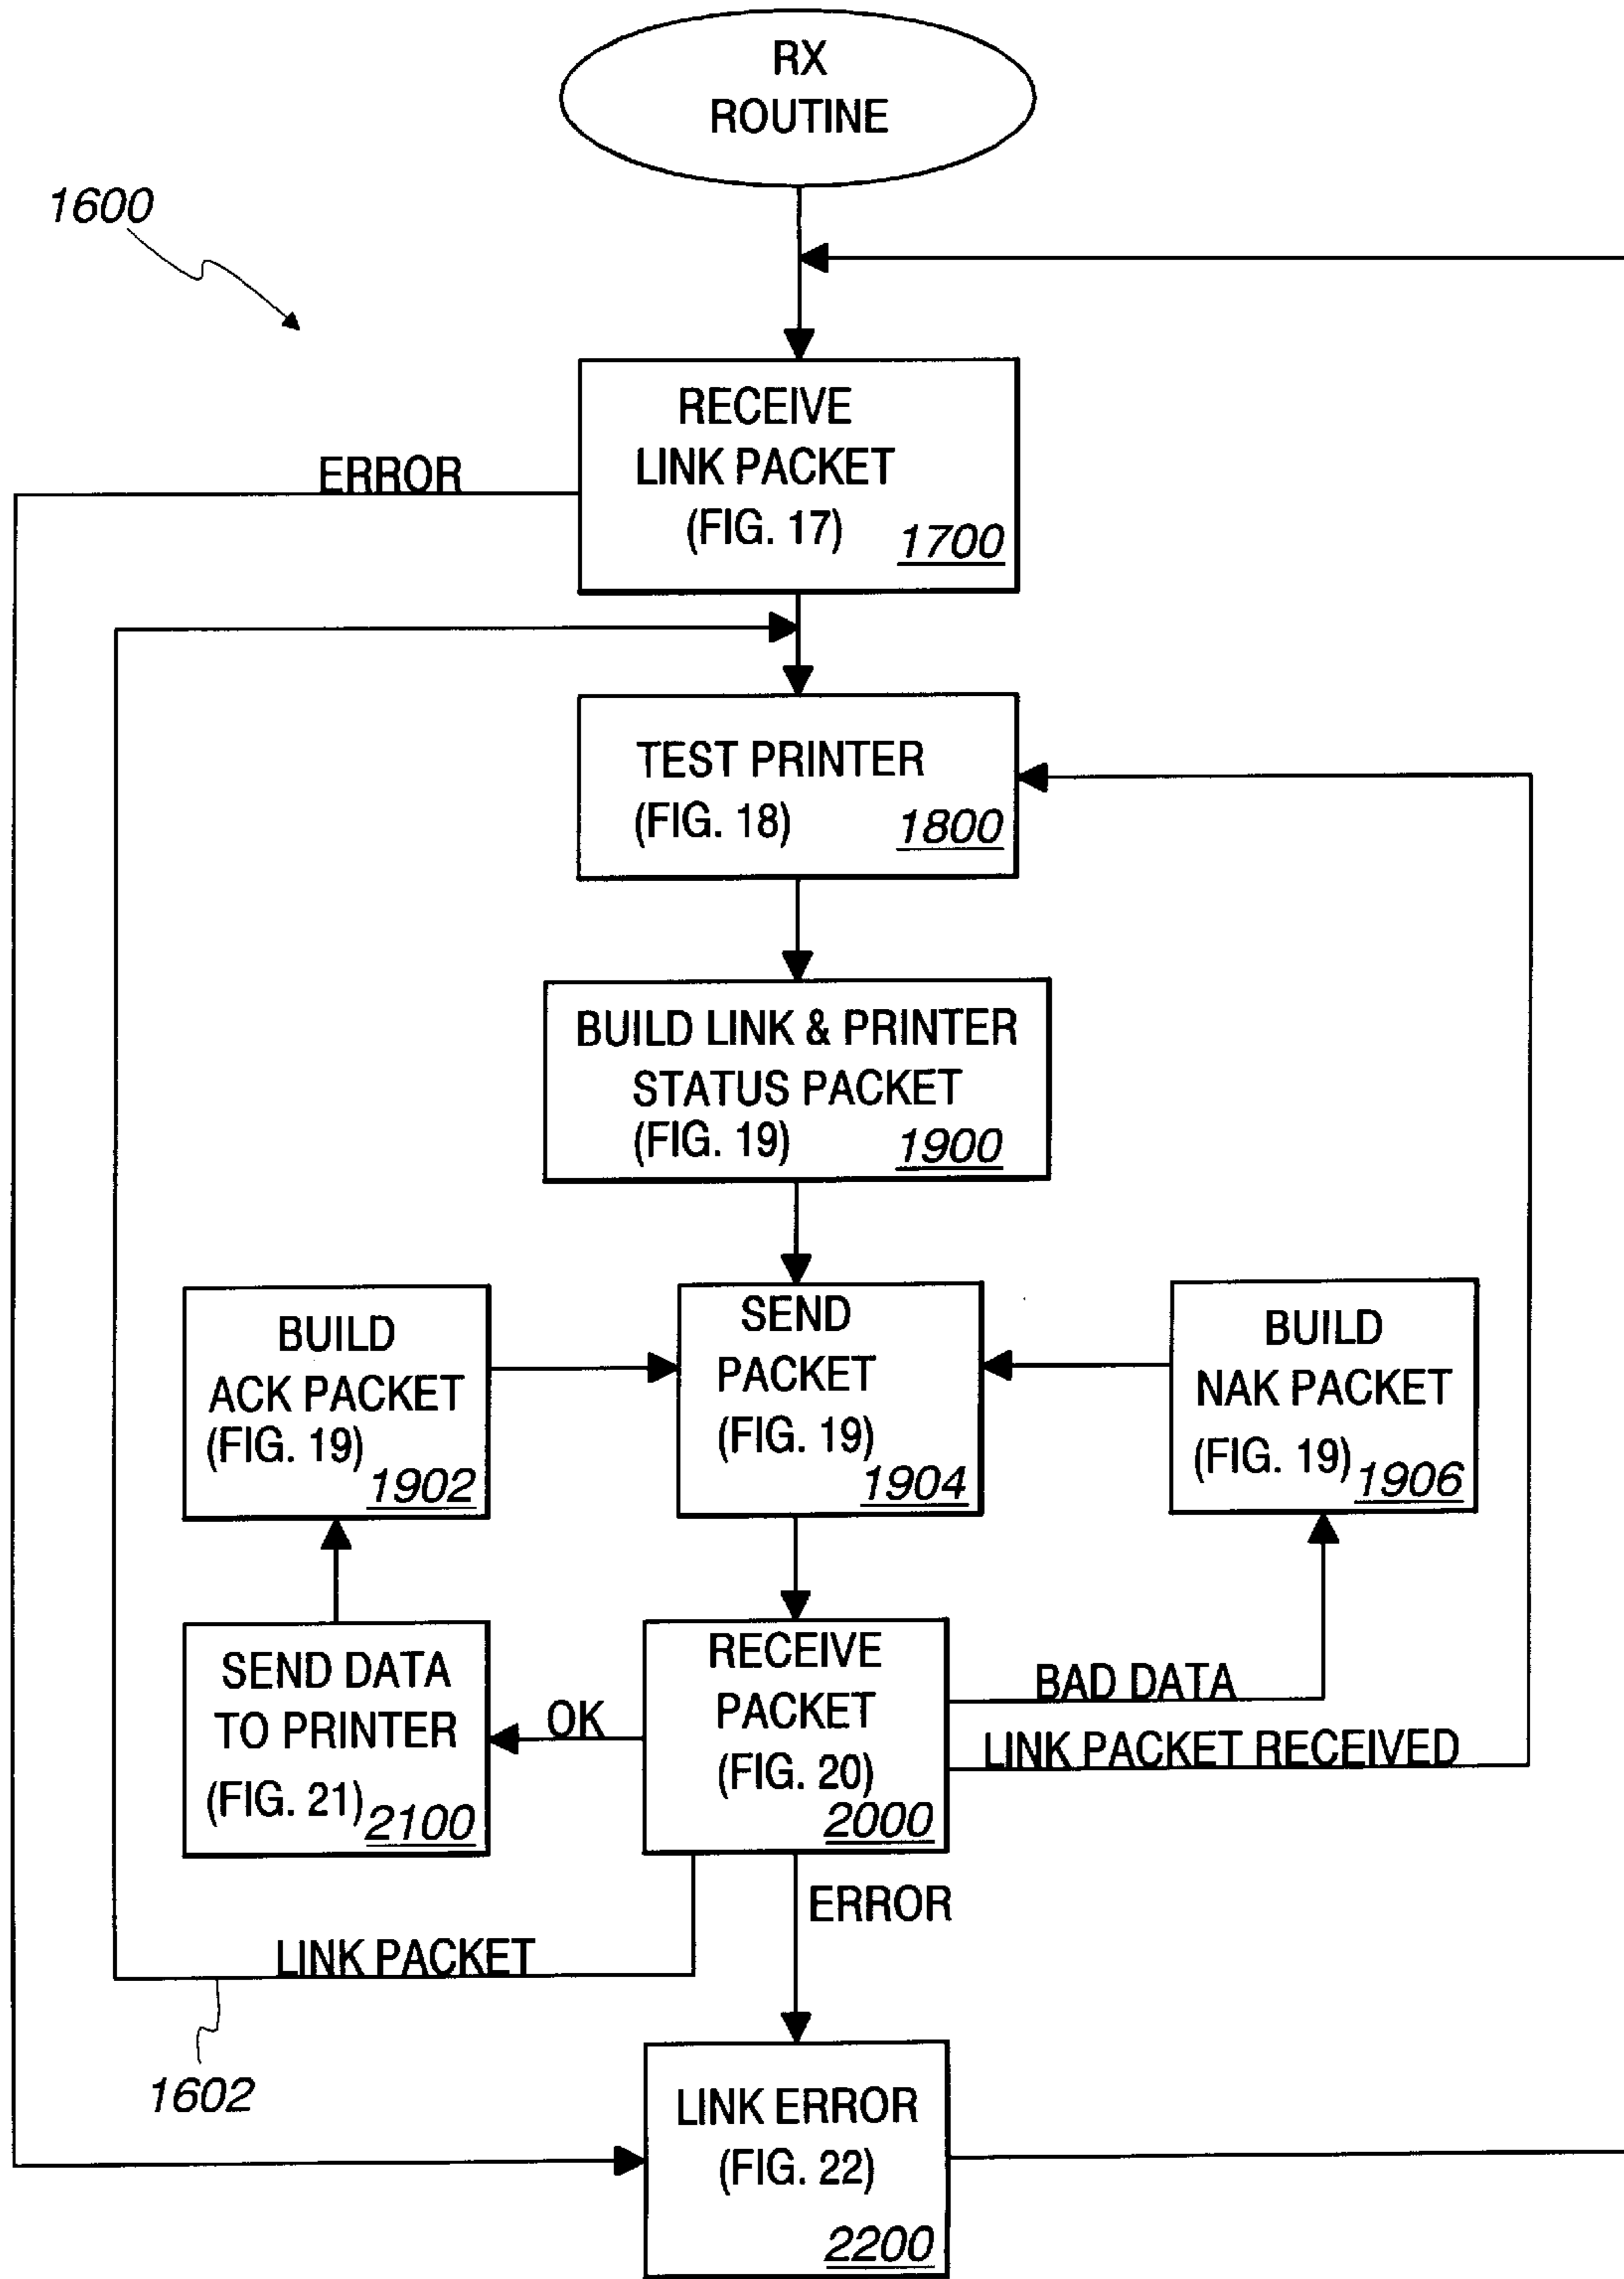 RX
ROUTINE
1600
RECEIVE
LINK PACKET
(FIG. 17)
1700
ERROR
TEST PRINTER
(FIG. 18)
1800
BUILD LINK & PRINTER
STATUS PACKET
(FIG. 19)
1900
BUILD
ACK PACKET
(FIG. 19)
1902
SEND
PACKET
(FIG. 19)
1904
BUILD
NAK PACKET
(FIG. 19)
1906
SEND DATA
TO PRINTER
(FIG. 21)
2100
OK
RECEIVE
PACKET
(FIG. 20)
2000
BAD DATA
LINK PACKET RECEIVED
ERROR
LINK PACKET
1602
LINK ERROR
(FIG. 22)
2200